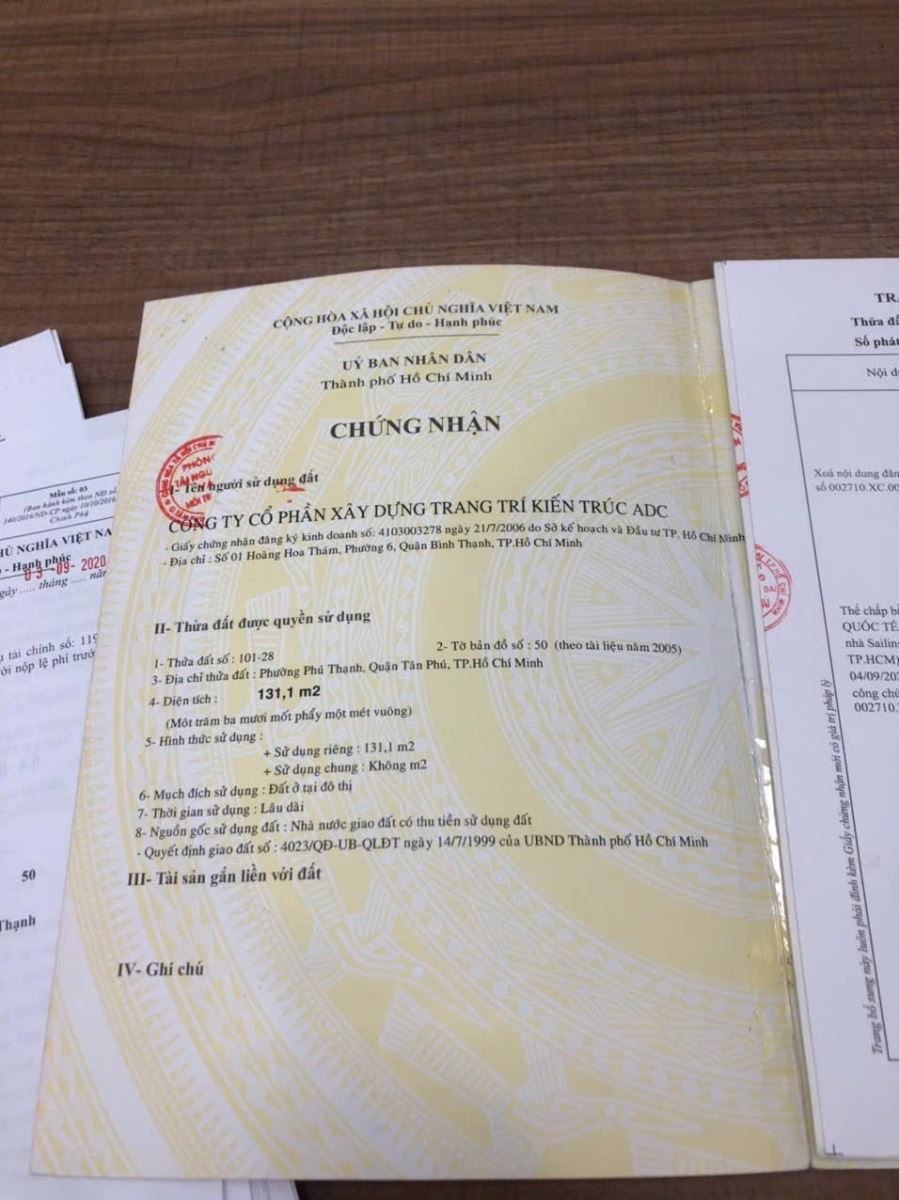 CỘNG HÒA XÃ HỘI CHỦ NGHĨA VIỆT NAM
Độc lập - Tự do - Hạnh phúc
UỶ BAN NHÂN DÂN
Thành phố Hồ Chí Minh
CHỨNG NHẬN
I- Tên người sử dụng đất
CÔNG TY CỔ PHẦN XÂY DỰNG TRANG TRÍ KIẾN TRÚC ADC
- Giấy chứng nhận đăng ký kinh doanh số: 4103003278 ngày 21/7/2006 do Sở kế hoạch và Đầu tư TP. Hồ Chí Minh
- Địa chỉ : Số 01 Hoàng Hoa Thám, Phường 6, Quận Bình Thạnh, TP.Hồ Chí Minh
II- Thửa đất được quyền sử dụng
1- Thửa đất số : 101-28 2- Tờ bản đồ số : 50 (theo tài liệu năm 2005)
3- Địa chỉ thửa đất : Phường Phú Thạnh, Quận Tân Phú, TP.Hồ Chí Minh
4- Diện tích : 131,1 m2
(Một trăm ba mươi mốt phẩy một mét vuông)
5- Hình thức sử dụng :
+ Sử dụng riêng : 131,1 m2
+ Sử dụng chung : Không m2
6- Mục đích sử dụng : Đất ở tại đô thị
7- Thời gian sử dụng : Lâu dài
8- Nguồn gốc sử dụng đất : Nhà nước giao đất có thu tiền sử dụng đất
- Quyết định giao đất số : 4023/QĐ-UB-QLĐT ngày 14/7/1999 của UBND Thành phố Hồ Chí Minh
III- Tài sản gắn liền với đất
IV- Ghi chú
PHÒNG
TÀI NGU
Mẫu số: 03
(Ban hành kèm theo NĐ số
140/2016/NĐ-CP ngày 10/10/2016
Chính Phủ
HỦ NGHĨA VIỆT NA
- Hạnh phúc
03 -09- 2020
gày ..... tháng ..... năm
tài chính số: 119
ời nộp lệ phí trướ
50
Thạnh
TRA
Thửa đấ
Số phát
Nội du
Xoá nội dung đăn
số 002710.XC.00
Thế chấp bằ
QUỐC TẾ
nhà Sailin
TP.HCM)
04/09/202
công chứ
002710.
Trang bổ sung này luôn phải đính kèm Giấy chứng nhận mới có giá trị pháp lý